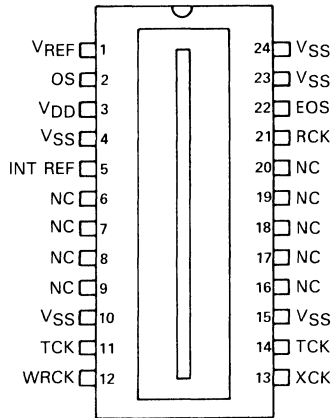 VREF 1 24 VSS
OS 2 23 VSS
VDD 3 22 EOS
VSS 4 21 RCK
INT REF 5 20 NC
NC 6 19 NC
NC 7 18 NC
NC 8 17 NC
NC 9 16 NC
VSS 10 15 VSS
TCK 11 14 TCK
WRCK 12 13 XCK